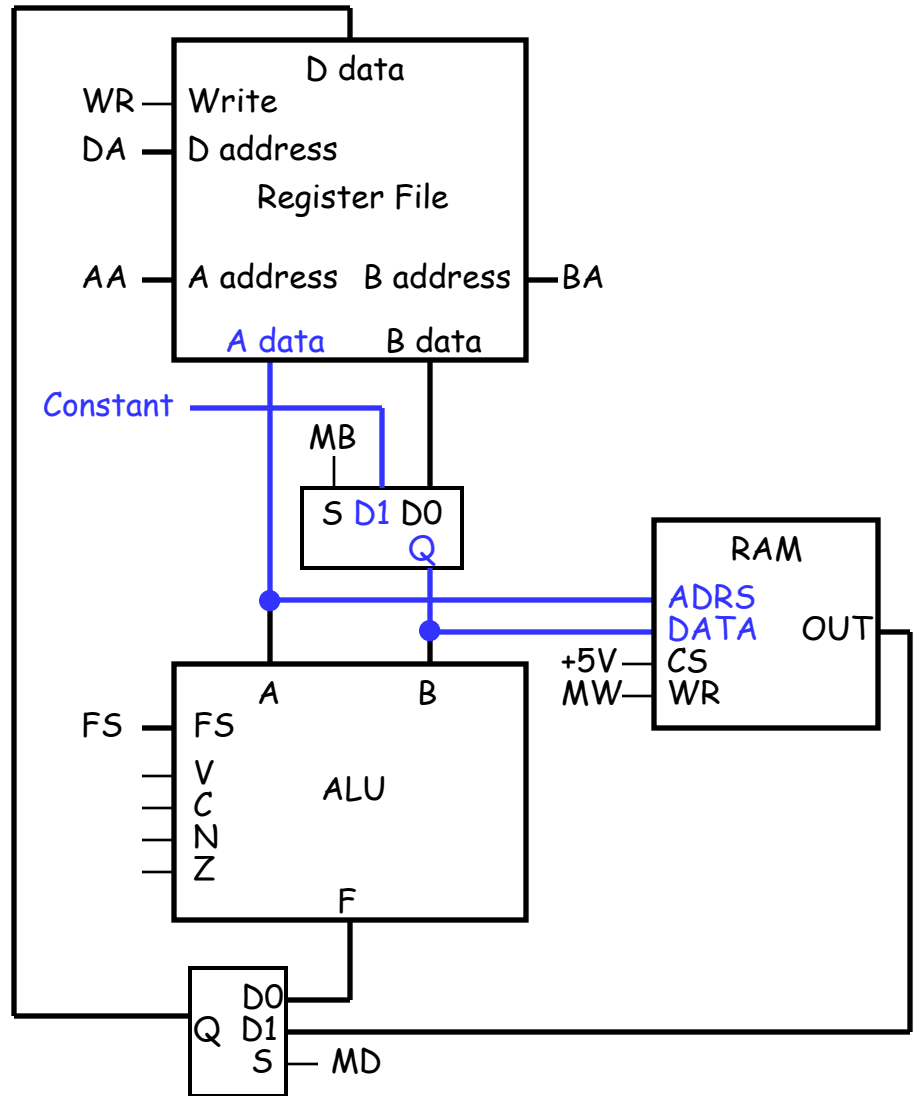 D data
WR Write
DA D address
Register File
AA A address B address BA
A data B data
Constant
MB
S D1 D0
Q
RAM
ADRS
DATA OUT
+5V CS
MW WR
A B
FS FS
V
ALU
C
N
Z
F
D0
Q D1
S MD